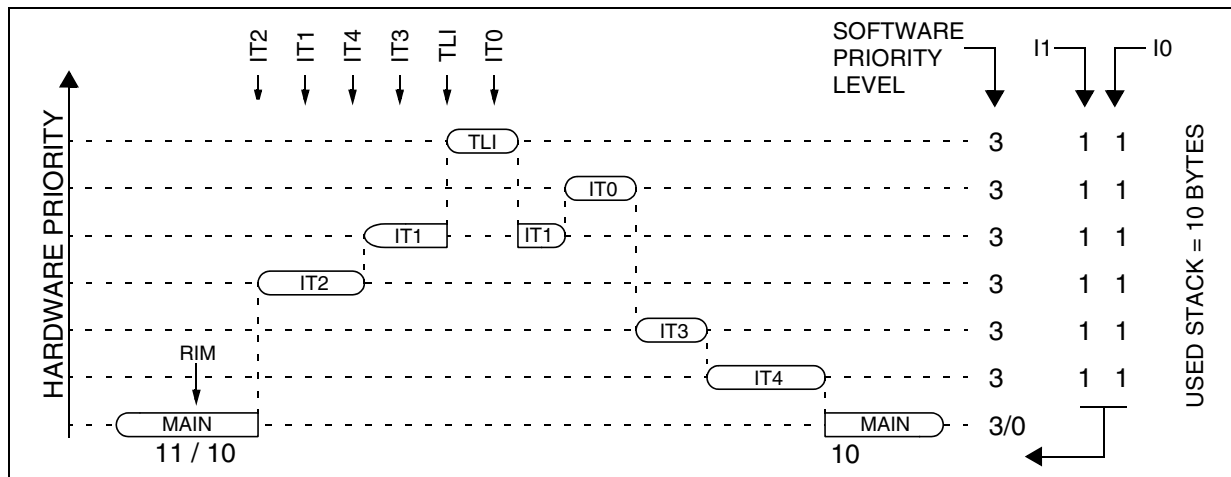 IT2
IT1
IT4
IT3
TLI
IT0
SOFTWARE
PRIORITY
LEVEL
I1
I0
HARDWARE PRIORITY
TLI
3
1 1
IT0
3
1 1
IT1
IT1
3
1 1
IT2
3
1 1
IT3
3
1 1
RIM
IT4
3
1 1
MAIN
MAIN
3/0
11 / 10
10
USED STACK = 10 BYTES